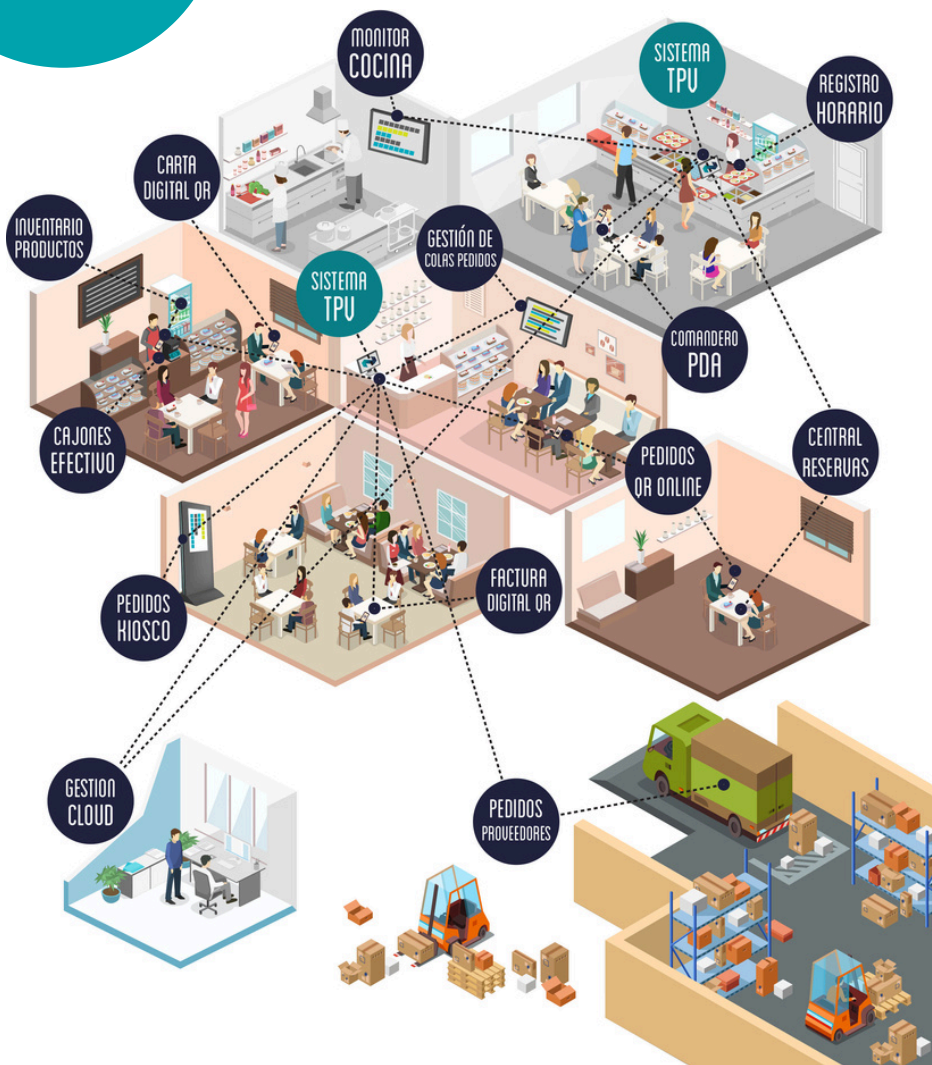 MONITOR
COCINA
SISTEMA
TPV
REGISTRO
HORARIO
CARTA
DIGITAL QR
INVENTARIO
PRODUCTOS
GESTIÓN DE
COLAS PEDIDOS
SISTEMA
TPV
COMANDERO
PDA
CAJONES
EFECTIVO
PEDIDOS
QR ONLINE
CENTRAL
RESERVAS
PEDIDOS
KIOSCO
FACTURA
DIGITAL QR
GESTION
CLOUD
PEDIDOS
PROVEEDORES